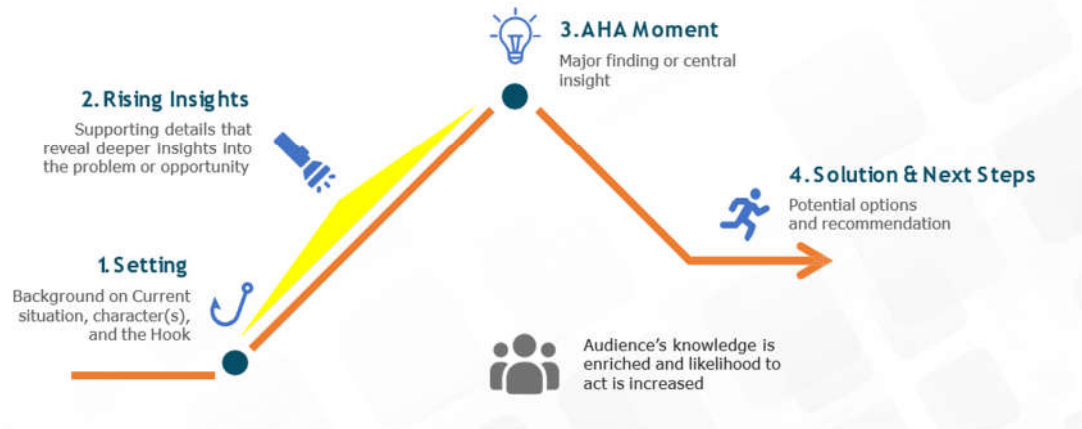 3. AHA Moment
Major finding or central
insight
2. Rising Insights
Supporting details that
reveal deeper insights into
the problem or opportunity
4. Solution & Next Steps
Potential options
and recommendation
1. Setting
Background on Current
situation, character(s),
and the Hook
Audience's knowledge is
enriched and likelihood to
act is increased